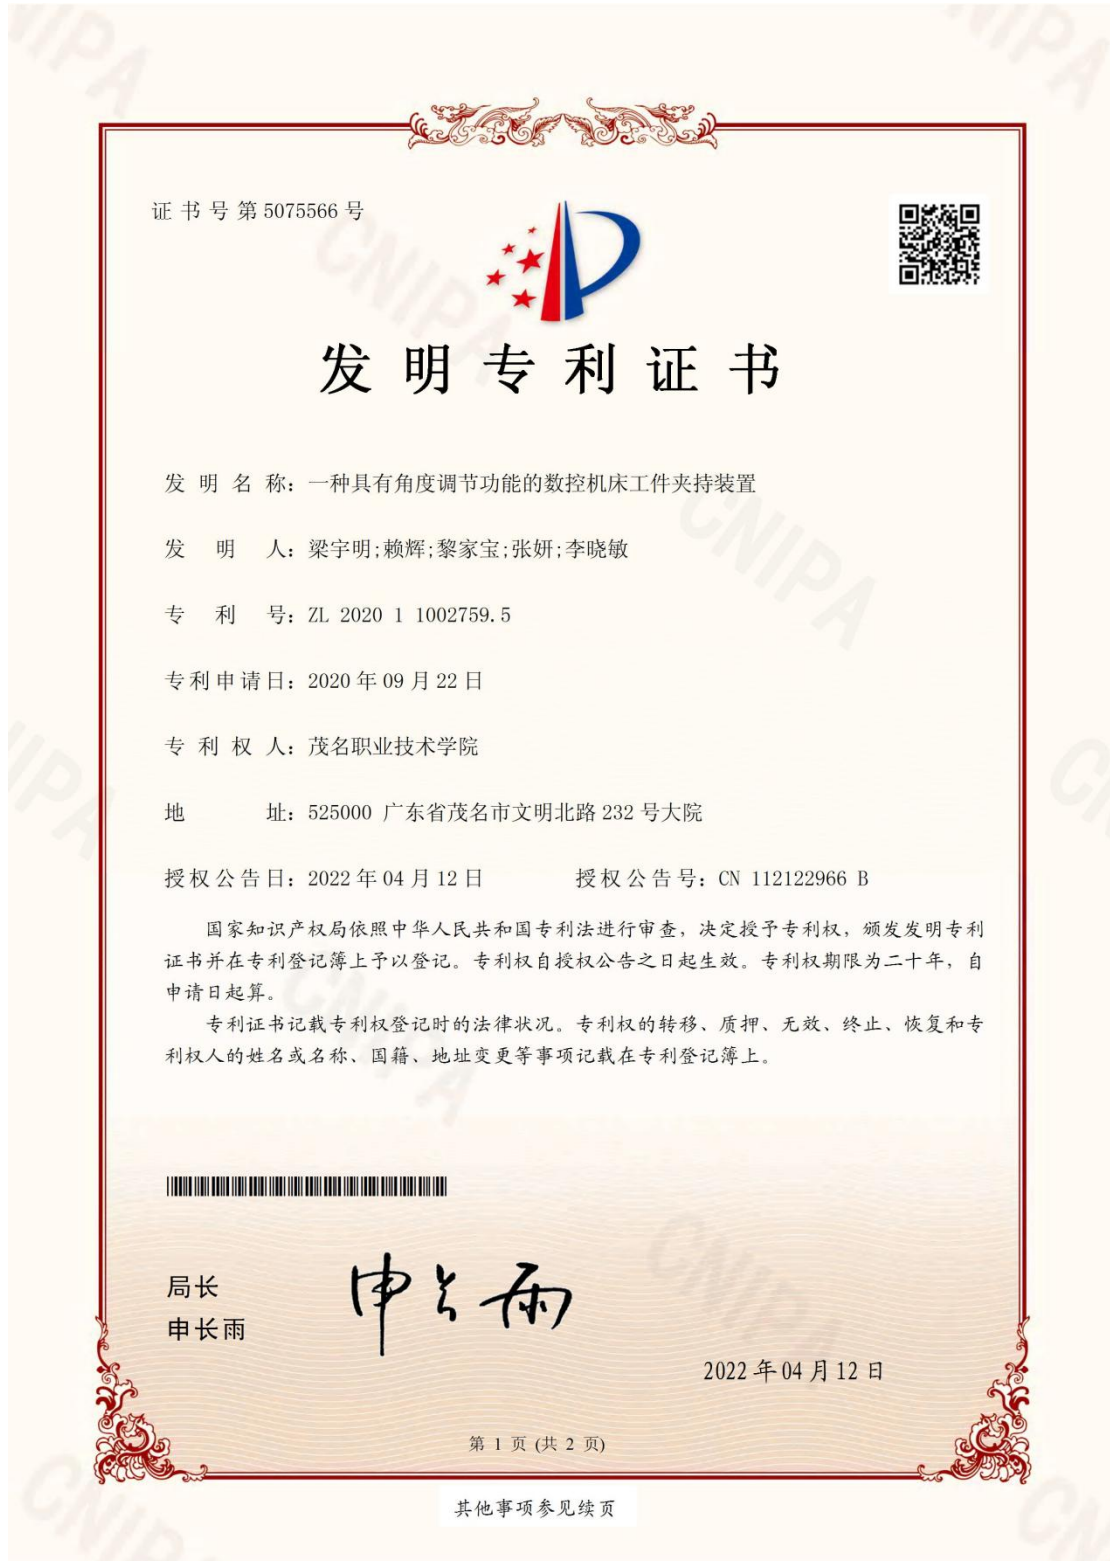 证书号第5075566号
发明专利证书
发明名称：一种具有角度调节功能的数控机床工件夹持装置
发明人：梁宇明;赖辉;黎家宝;张妍;李晓敏
专利号：ZL 2020 1 1002759.5
专利申请日：2020年09月22日
专利权人：茂名职业技术学院
地址：525000 广东省茂名市文明北路232号大院
授权公告日：2022年04月12日 授权公告号：CN 112122966 B
国家知识产权局依照中华人民共和国专利法进行审查，决定授予专利权，颁发发明专利
证书并在专利登记簿上予以登记。专利权自授权公告之日起生效。专利权期限为二十年，自
申请日起算。
专利证书记载专利权登记时的法律状况。专利权的转移、质押、无效、终止、恢复和专
利权人的姓名或名称、国籍、地址变更等事项记载在专利登记簿上。
局长
申长雨
申长雨
2022年04月12日
第 1 页 (共 2 页)
其他事项参见续页
CNIPA
CNIPA
CNIPA
CNIPA
CNIPA
CNIPA